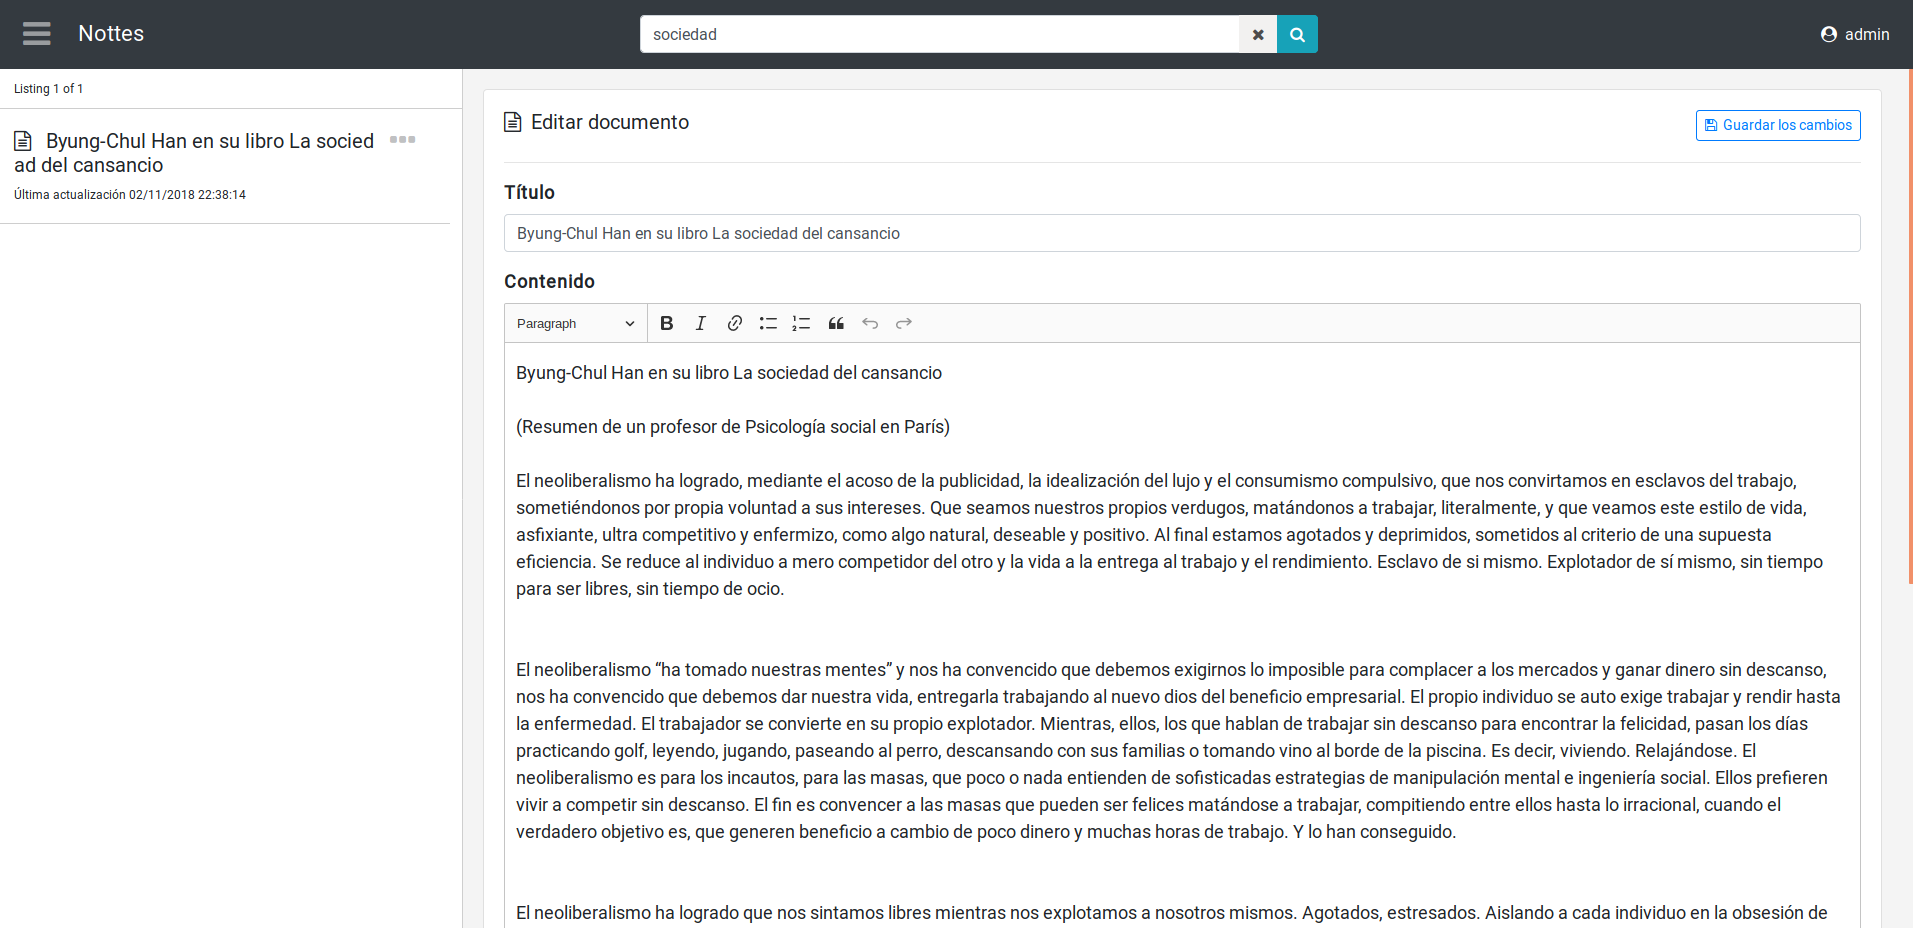 Nottes
sociedad
admin
Listing 1 of 1
Byung-Chul Han en su libro La socied
ad del cansancio
Última actualización 02/11/2018 22:38:14
Editar documento
Guardar los cambios
Título
Byung-Chul Han en su libro La sociedad del cansancio
Contenido
Paragraph
Byung-Chul Han en su libro La sociedad del cansancio
(Resumen de un profesor de Psicología social en París)
El neoliberalismo ha logrado, mediante el acoso de la publicidad, la idealización del lujo y el consumismo compulsivo, que nos convirtamos en esclavos del trabajo,
sometiéndonos por propia voluntad a sus intereses. Que seamos nuestros propios verdugos, matándonos a trabajar, literalmente, y que veamos este estilo de vida,
asfixiante, ultra competitivo y enfermizo, como algo natural, deseable y positivo. Al final estamos agotados y deprimidos, sometidos al criterio de una supuesta
eficiencia. Se reduce al individuo a mero competidor del otro y la vida a la entrega al trabajo y el rendimiento. Esclavo de si mismo. Explotador de sí mismo, sin tiempo
para ser libres, sin tiempo de ocio.
El neoliberalismo “ha tomado nuestras mentes” y nos ha convencido que debemos exigirnos lo imposible para complacer a los mercados y ganar dinero sin descanso,
nos ha convencido que debemos dar nuestra vida, entregarla trabajando al nuevo dios del beneficio empresarial. El propio individuo se auto exige trabajar y rendir hasta
la enfermedad. El trabajador se convierte en su propio explotador. Mientras, ellos, los que hablan de trabajar sin descanso para encontrar la felicidad, pasan los días
practicando golf, leyendo, jugando, paseando al perro, descansando con sus familias o tomando vino al borde de la piscina. Es decir, viviendo. Relajándose. El
neoliberalismo es para los incautos, para las masas, que poco o nada entienden de sofisticadas estrategias de manipulación mental e ingeniería social. Ellos prefieren
vivir a competir sin descanso. El fin es convencer a las masas que pueden ser felices matándose a trabajar, compitiendo entre ellos hasta lo irracional, cuando el
verdadero objetivo es, que generen beneficio a cambio de poco dinero y muchas horas de trabajo. Y lo han conseguido.
El neoliberalismo ha logrado que nos sintamos libres mientras nos explotamos a nosotros mismos. Agotados, estresados. Aislando a cada individuo en la obsesión de